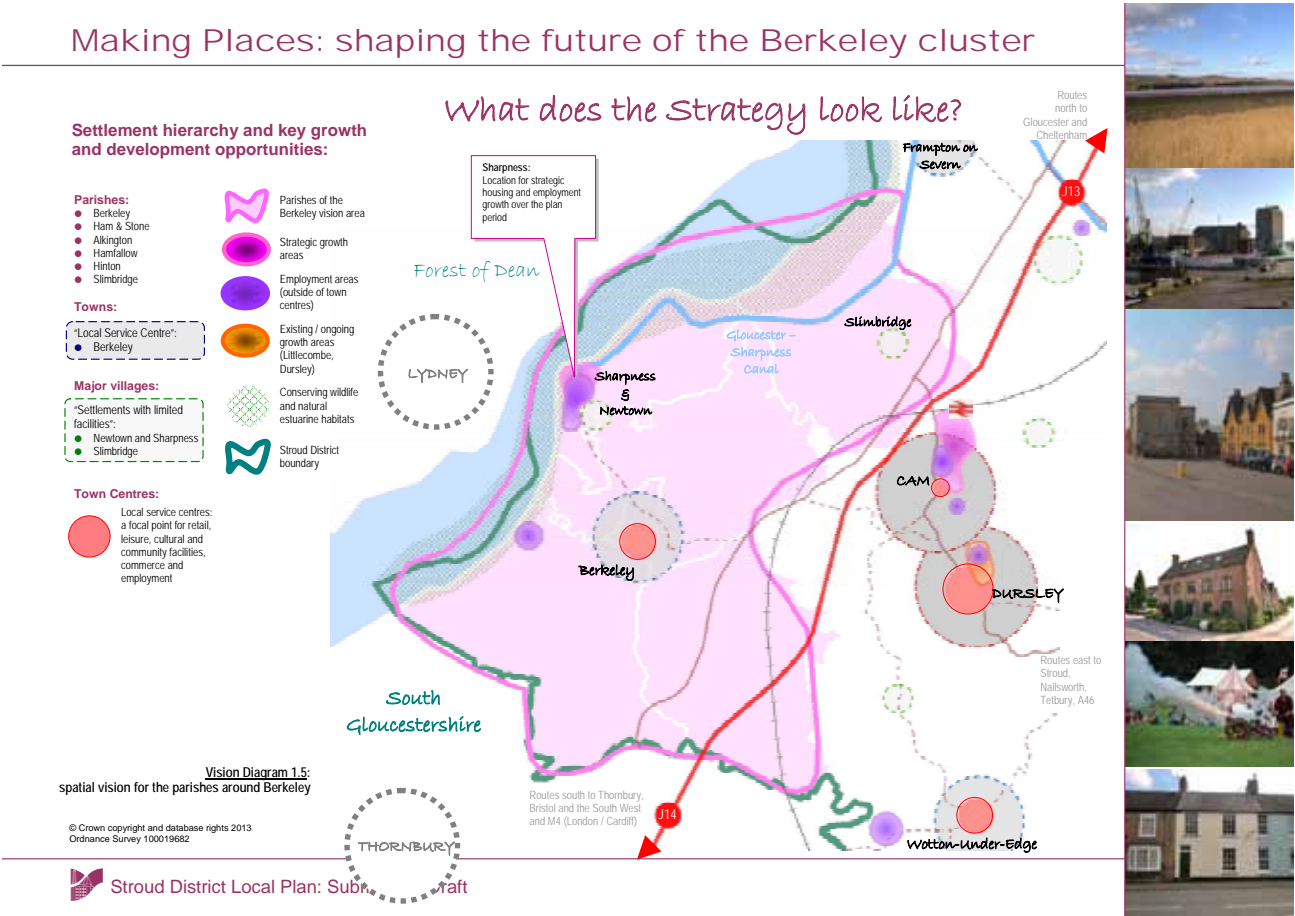 Making Places: shaping the future of the Berkeley cluster
What does the Strategy look like?
Settlement hierarchy and key growth
and development opportunities:
Parishes:
Berkeley
Ham & Stone
Alkington
Hamfallow
Hinton
Slimbridge
Towns:
"Local Service Centre":
Berkeley
Major villages:
"Settlements with limited
facilities":
Newtown and Sharpness
Slimbridge
Town Centres:
Local service centres:
a focal point for retail,
leisure, cultural and
community facilities,
commerce and
employment
Parishes of the
Berkeley vision area
Strategic growth
areas
Employment areas
(outside of town
centres)
Existing / ongoing
growth areas
(Littlecombe,
Dursley)
Conserving wildlife
and natural
estuarine habitats
Stroud District
boundary
Sharpness:
Location for strategic
housing and employment
growth over the plan
period
Routes
north to
Gloucester and
Cheltenham
Frampton on
Severn
J13
Forest of Dean
Slimbridge
Gloucester –
Sharpness
Canal
LYDNEY
Sharpness
&
Newtown
CAM
Berkeley
DURSLEY
Routes east to
Stroud,
Nailsworth,
Tetbury, A46
South
Gloucestershire
Routes south to Thornbury,
Bristol and the South West
and M4 (London / Cardiff)
J14
Wotton-Under-Edge
THORNBURY
Vision Diagram 1.5:
spatial vision for the parishes around Berkeley
© Crown copyright and database rights 2013
Ordnance Survey 100019682
Stroud District Local Plan: